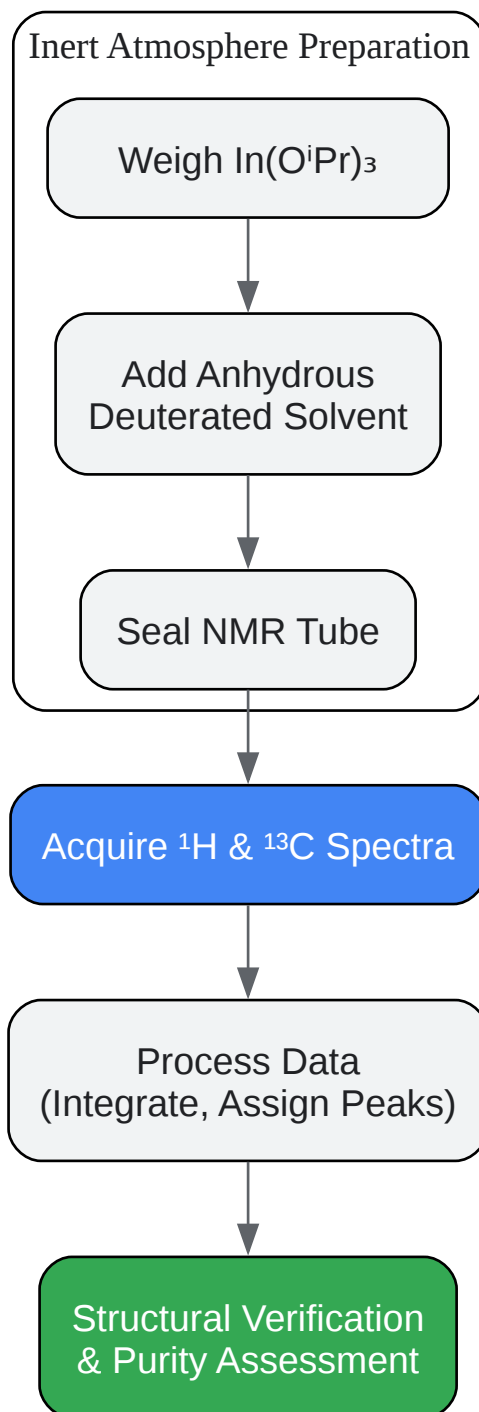 Inert Atmosphere Preparation
Weigh In(OⁱPr)₃
Add Anhydrous
Deuterated Solvent
Seal NMR Tube
Acquire ¹H & ¹³C Spectra
Process Data
(Integrate, Assign Peaks)
Structural Verification
& Purity Assessment